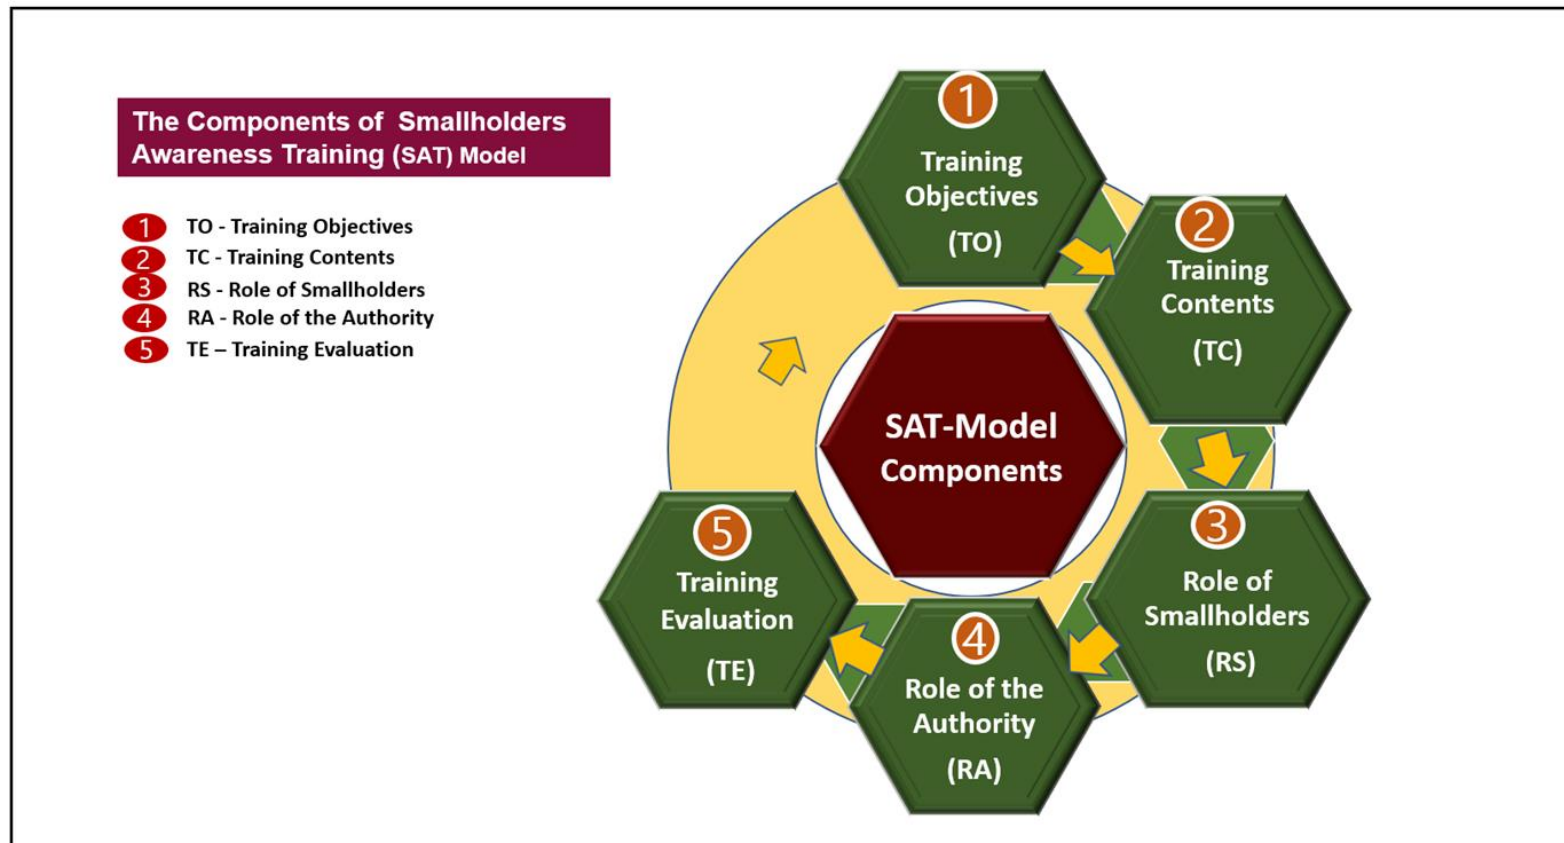 The Components of Smallholders
Awareness Training (SAT) Model
1 TO - Training Objectives
2 TC - Training Contents
3 RS - Role of Smallholders
4 RA - Role of the Authority
5 TE – Training Evaluation
1
Training
Objectives
(TO)
2
Training
Contents
(TC)
SAT-Model
Components
3
Role of
Smallholders
(RS)
4
Role of the
Authority
(RA)
5
Training
Evaluation
(TE)